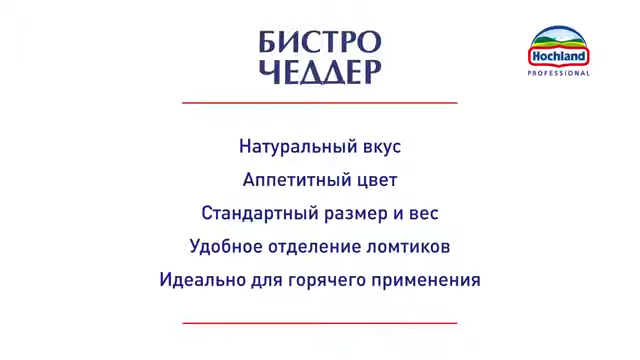 БИСТРО
ЧЕДДЕР
Hochland
PROFESSIONAL
Натуральный вкус
Аппетитный цвет
Стандартный размер и вес
Удобное отделение ломтиков
Идеально для горячего применения